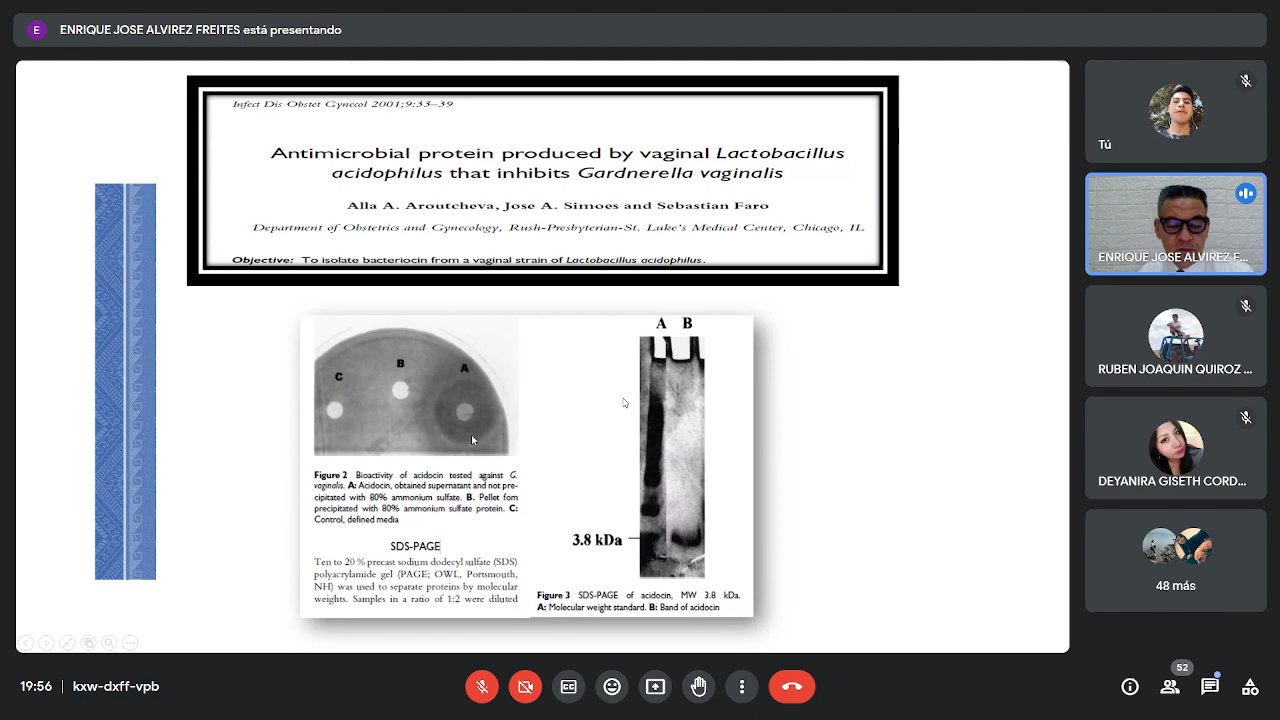 E
ENRIQUE JOSE ALVIREZ FREITES está presentando
Infect Dis Obstet Gynecol 2001;9:33–39
Antimicrobial protein produced by vaginal Lactobacillus
acidophilus that inhibits Gardnerella vaginalis
Alla A. Aroutcheva, Jose A. Simoes and Sebastian Faro
Department of Obstetrics and Gynecology, Rush-Presbyterian-St. Luke's Medical Center, Chicago, IL
Objective: To isolate bacteriocin from a vaginal strain of Lactobacillus acidophilus.
C
B
A
Figure 2 Bioactivity of acidocin tested against G.
vaginalis. A: Acidocin, obtained supernatant and not pre-
cipitated with 80% ammonium sulfate. B. Pellet fom
precipitated with 80% ammonium sulfate protein. C:
Control, defined media
SDS-PAGE
Ten to 20 % precast sodium dodecyl sulfate (SDS)
polyacrylamide gel (PAGE; OWL, Portsmouth,
NH) was used to separate proteins by molecular
weights. Samples in a ratio of 1:2 were diluted
A B
3.8 kDa
Figure 3 SDS-PAGE of acidocin, MW 3.8 kDa.
A: Molecular weight standard. B: Band of acidocin
Tú
ENRIQUE JOSE ALVIREZ F...
RUBEN JOAQUIN QUIROZ ...
DEYANIRA GISETH CORD...
48 más
19:56 | kxw-dxff-vpb
52